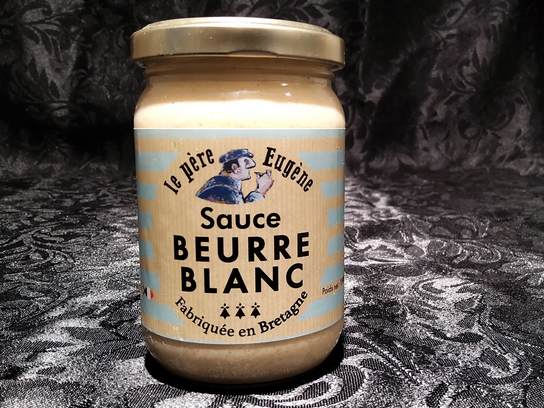 le père Eugène
Sauce
BEURRE
BLANC
Fabriquée en Bretagne